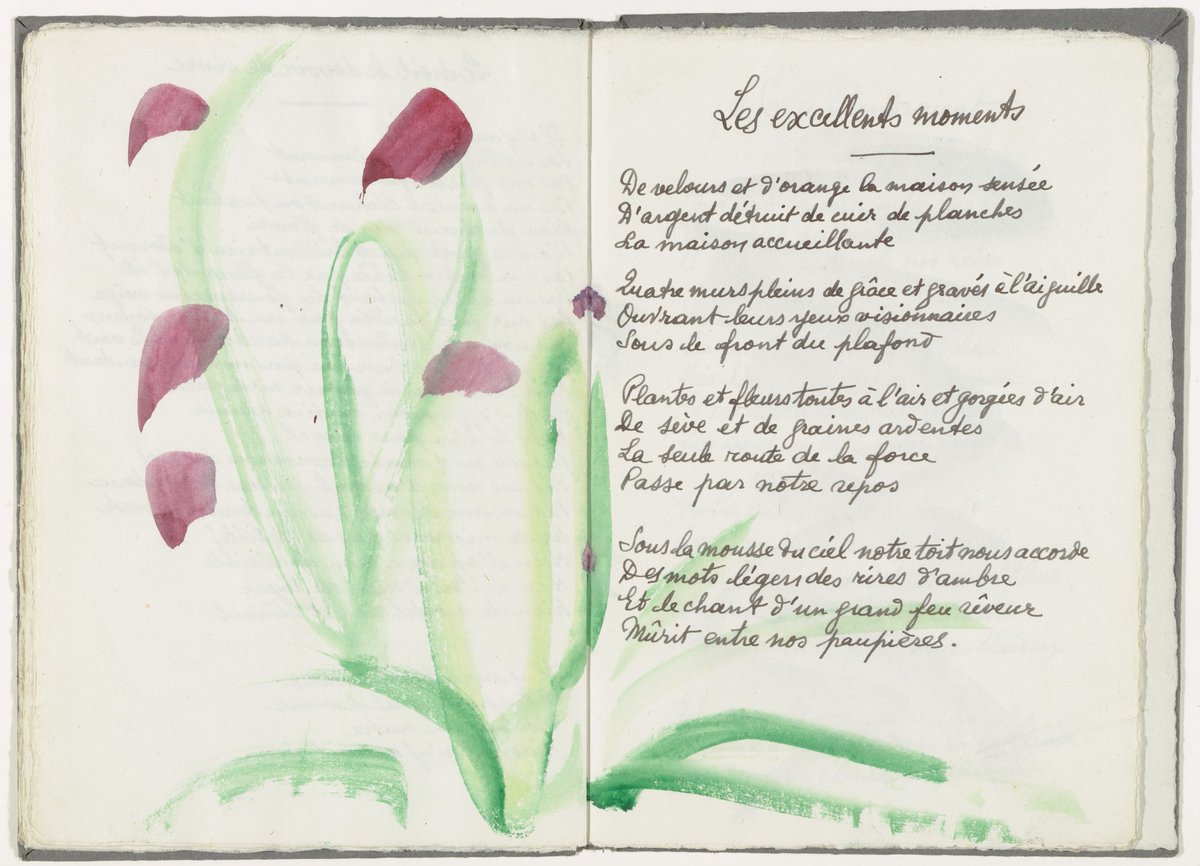 Les excellents moments
De velours et d'orange la maison sensée
D'argent détruit de cuir de planches
La maison accueillante
Quatre murs pleins de grâce et gravés à l'aiguille
Ouvrant leurs yeux visionnaires
Sous le front du plafond
Plantes et fleurs toutes à l'air et gorgées d'air
De sève et de graines ardentes
La seule route de la force
Passe par notre repos
Sous la mousse du ciel notre toit nous accorde
Des mots légers des rires d'ambre
Et le chant d'un grand feu rêveur
Mûrit entre nos paupières.